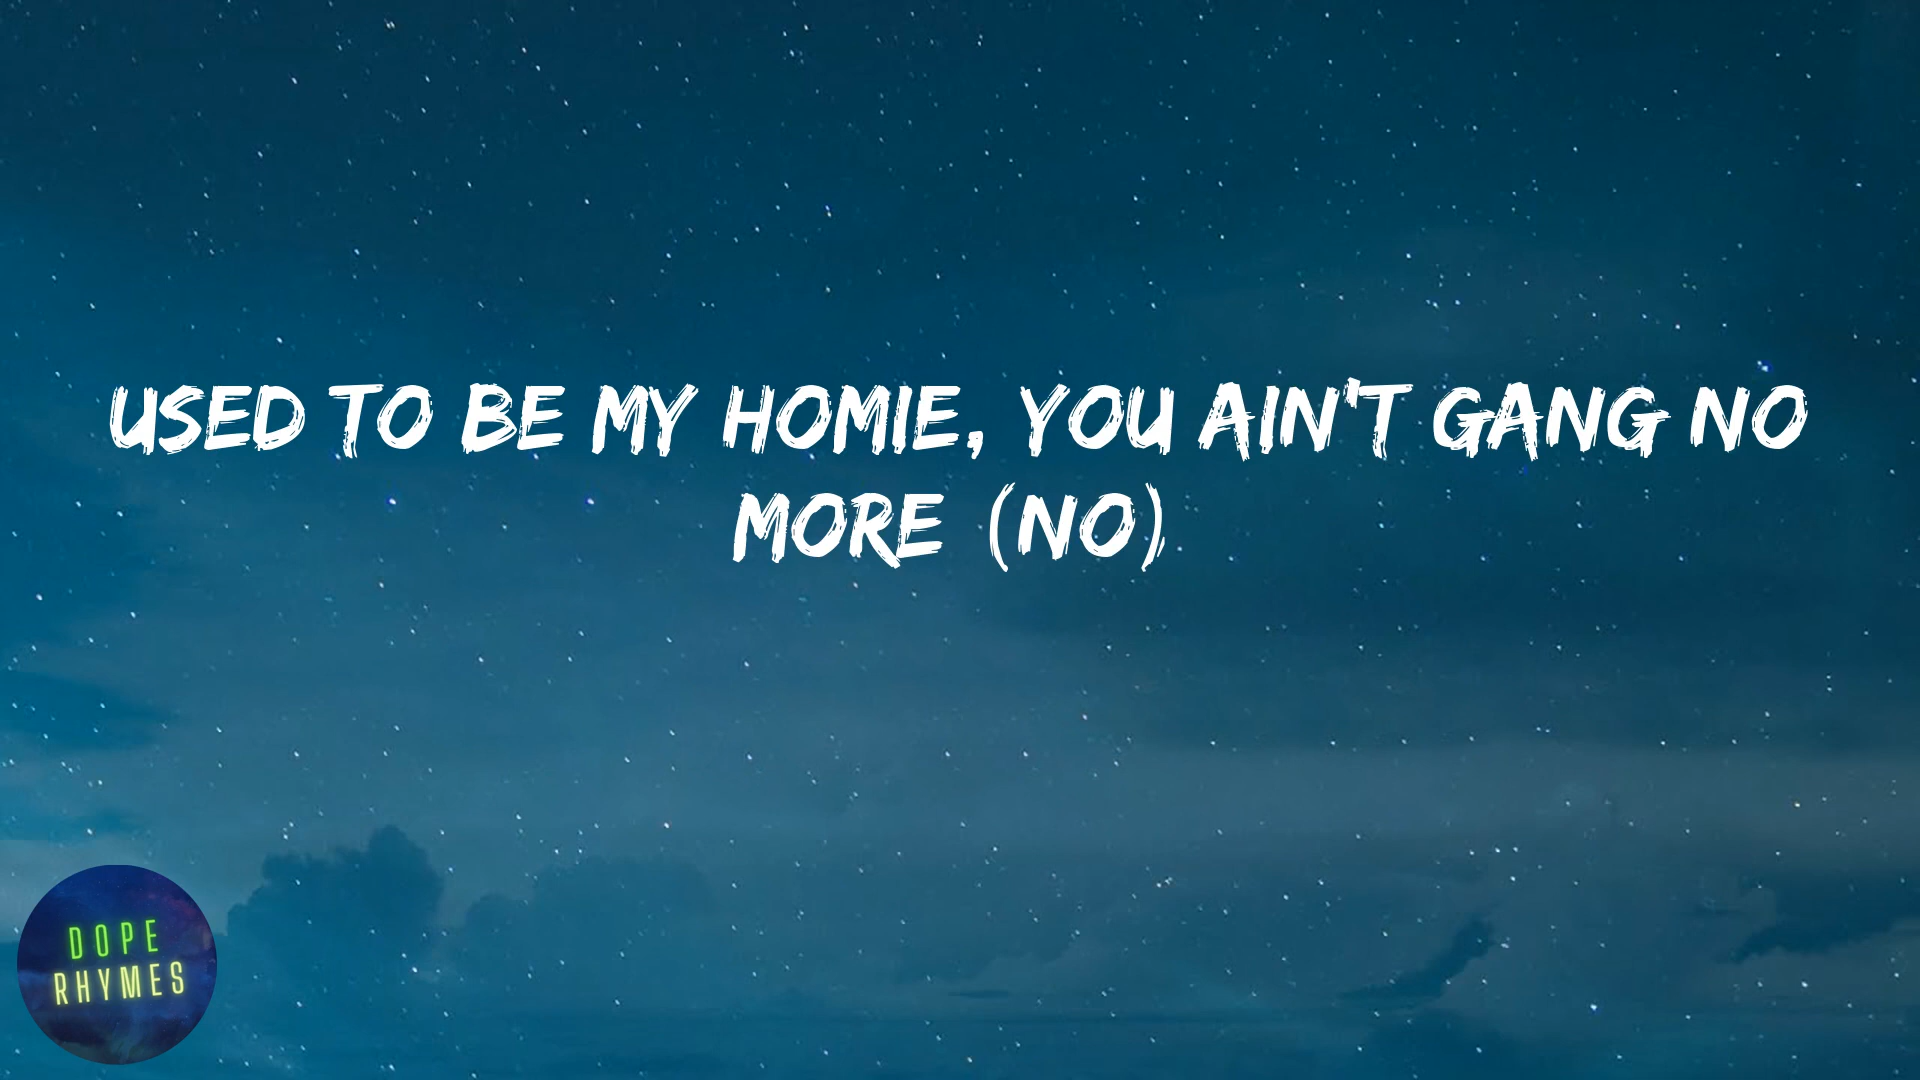 USED TO BE MY HOMIE, YOU AIN'T GANG NO
MORE (NO)
DOPE
RHYMES